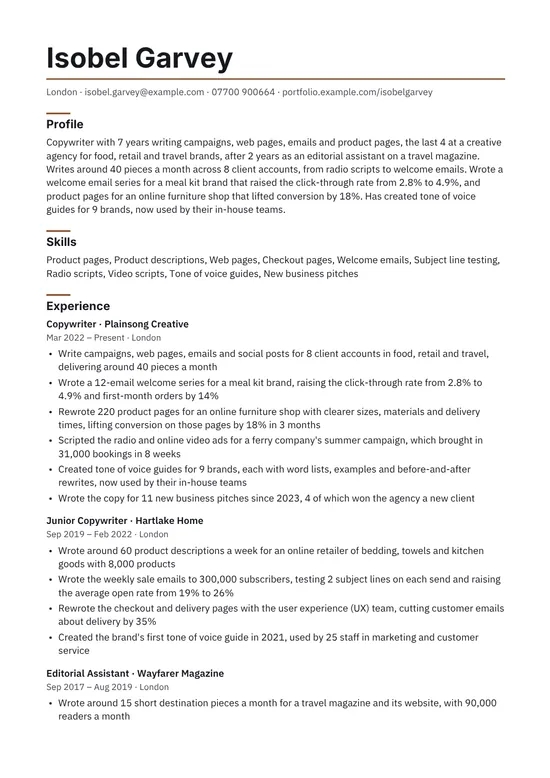 Isobel Garvey
London · isobel.garvey@example.com · 07700 900664 · portfolio.example.com/isobelgarvey
Profile
Copywriter with 7 years writing campaigns, web pages, emails and product pages, the last 4 at a creative
agency for food, retail and travel brands, after 2 years as an editorial assistant on a travel magazine.
Writes around 40 pieces a month across 8 client accounts, from radio scripts to welcome emails. Wrote a
welcome email series for a meal kit brand that raised the click-through rate from 2.8% to 4.9%, and
product pages for an online furniture shop that lifted conversion by 18%. Has created tone of voice
guides for 9 brands, now used by their in-house teams.
Skills
Product pages, Product descriptions, Web pages, Checkout pages, Welcome emails, Subject line testing,
Radio scripts, Video scripts, Tone of voice guides, New business pitches
Experience
Copywriter · Plainsong Creative
Mar 2022 – Present · London
• Write campaigns, web pages, emails and social posts for 8 client accounts in food, retail and travel,
delivering around 40 pieces a month
• Wrote a 12-email welcome series for a meal kit brand, raising the click-through rate from 2.8% to
4.9% and first-month orders by 14%
• Rewrote 220 product pages for an online furniture shop with clearer sizes, materials and delivery
times, lifting conversion on those pages by 18% in 3 months
• Scripted the radio and online video ads for a ferry company's summer campaign, which brought in
31,000 bookings in 8 weeks
• Created tone of voice guides for 9 brands, each with word lists, examples and before-and-after
rewrites, now used by their in-house teams
• Wrote the copy for 11 new business pitches since 2023, 4 of which won the agency a new client
Junior Copywriter · Hartlake Home
Sep 2019 – Feb 2022 · London
• Wrote around 60 product descriptions a week for an online retailer of bedding, towels and kitchen
goods with 8,000 products
• Wrote the weekly sale emails to 300,000 subscribers, testing 2 subject lines on each send and raising
the average open rate from 19% to 26%
• Rewrote the checkout and delivery pages with the user experience (UX) team, cutting customer emails
about delivery by 35%
• Created the brand's first tone of voice guide in 2021, used by 25 staff in marketing and customer
service
Editorial Assistant · Wayfarer Magazine
Sep 2017 – Aug 2019 · London
• Wrote around 15 short destination pieces a month for a travel magazine and its website, with 90,000
readers a month